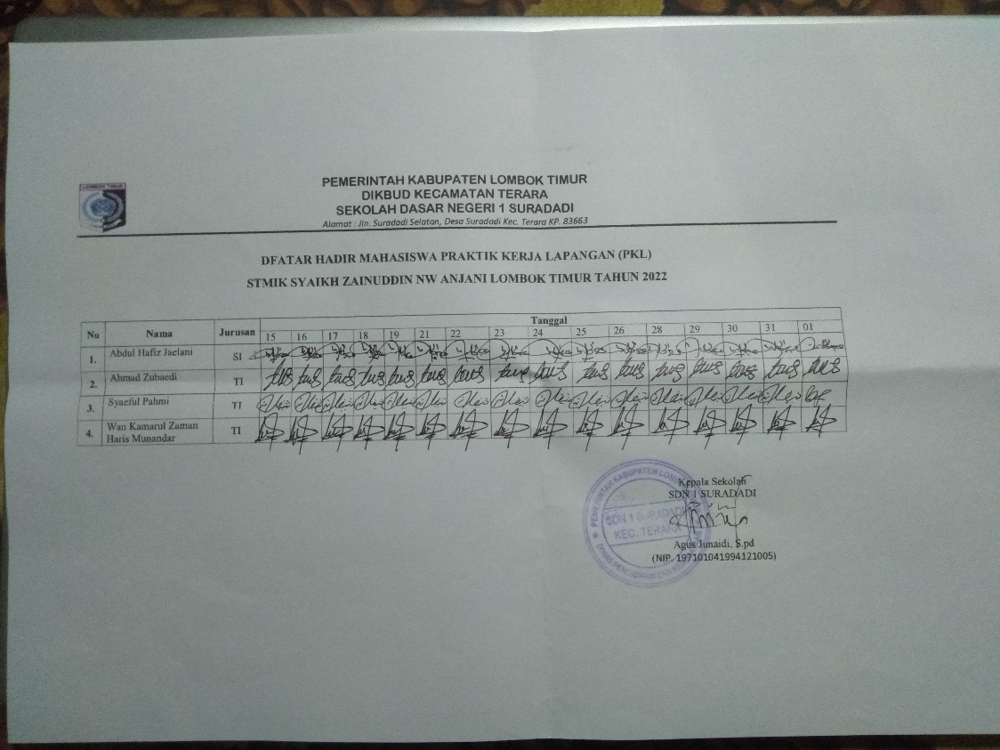 LOMBOK TIMUR
PEMERINTAH KABUPATEN LOMBOK TIMUR
DIKBUD KECAMATAN TERARA
SEKOLAH DASAR NEGERI 1 SURADADI
Alamat : Jln. Suradadi Selatan, Desa Suradadi Kec. Terara KP. 83663
DFATAR HADIR MAHASISWA PRAKTIK KERJA LAPANGAN (PKL)
STMIK SYAIKH ZAINUDDIN NW ANJANI LOMBOK TIMUR TAHUN 2022
No Nama Jurusan Tanggal
15 16 17 18 19 21 22 23 24 25 26 28 29 30 31 01
1. Abdul Hafiz Jaelani SI
2. Ahmad Zubaedi TI
3. Syaeful Pahmi TI
4. Wan Kamarul Zaman Haris Munandar TI
Kepala Sekolah
SDN 1 SURADADI
Agus Junaidi, S.pd
(NIP. 197101041994121005)
PEMERINTAH KABUPATEN
SDN 1 SURADADI
KEC. TERARA